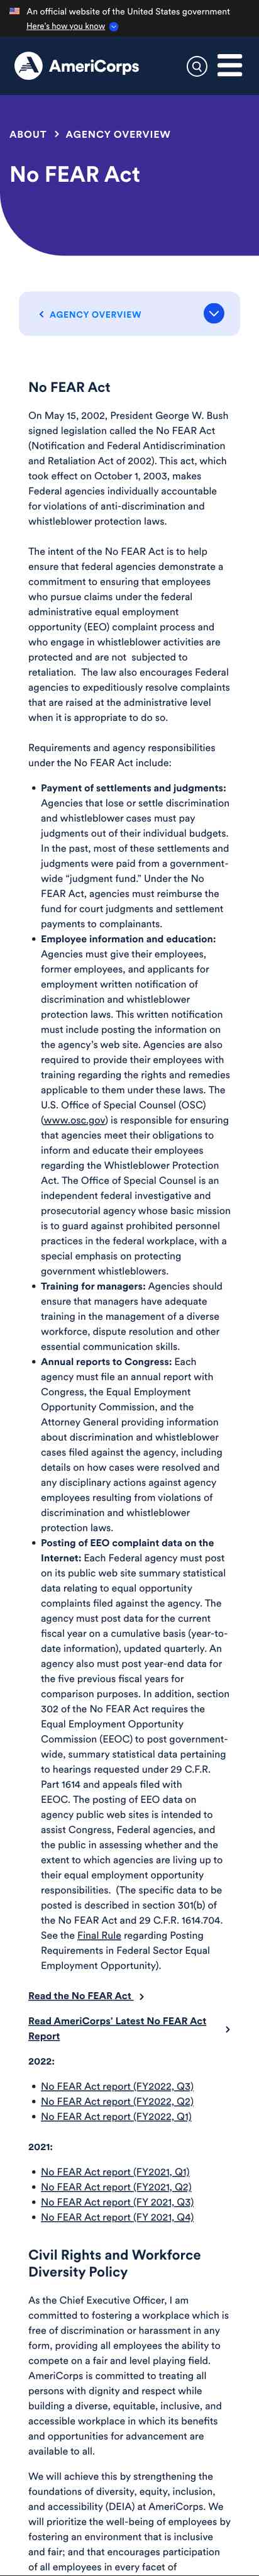 An official website of the United States government
Here's how you know
AmeriCorps
ABOUT > AGENCY OVERVIEW
No FEAR Act
< AGENCY OVERVIEW
No FEAR Act
On May 15, 2002, President George W. Bush
signed legislation called the No FEAR Act
(Notification and Federal Antidiscrimination
and Retaliation Act of 2002). This act, which
took effect on October 1, 2003, makes
Federal agencies individually accountable
for violations of anti-discrimination and
whistleblower protection laws.
The intent of the No FEAR Act is to help
ensure that federal agencies demonstrate a
commitment to ensuring that employees
who pursue claims under the federal
administrative equal employment
opportunity (EEO) complaint process and
who engage in whistleblower activities are
protected and are not  subjected to
retaliation.  The law also encourages Federal
agencies to expeditiously resolve complaints
that are raised at the administrative level
when it is appropriate to do so.
Requirements and agency responsibilities
under the No FEAR Act include:
• Payment of settlements and judgments:
Agencies that lose or settle discrimination
and whistleblower cases must pay
judgments out of their individual budgets.
In the past, most of these settlements and
judgments were paid from a government-
wide “judgment fund.” Under the No
FEAR Act, agencies must reimburse the
fund for court judgments and settlement
payments to complainants.
• Employee information and education:
Agencies must give their employees,
former employees, and applicants for
employment written notification of
discrimination and whistleblower
protection laws. This written notification
must include posting the information on
the agency’s web site. Agencies are also
required to provide their employees with
training regarding the rights and remedies
applicable to them under these laws. The
U.S. Office of Special Counsel (OSC)
(www.osc.gov) is responsible for ensuring
that agencies meet their obligations to
inform and educate their employees
regarding the Whistleblower Protection
Act. The Office of Special Counsel is an
independent federal investigative and
prosecutorial agency whose basic mission
is to guard against prohibited personnel
practices in the federal workplace, with a
special emphasis on protecting
government whistleblowers.
• Training for managers: Agencies should
ensure that managers have adequate
training in the management of a diverse
workforce, dispute resolution and other
essential communication skills.
• Annual reports to Congress: Each
agency must file an annual report with
Congress, the Equal Employment
Opportunity Commission, and the
Attorney General providing information
about discrimination and whistleblower
cases filed against the agency, including
details on how cases were resolved and
any disciplinary actions against agency
employees resulting from violations of
discrimination and whistleblower
protection laws.
• Posting of EEO complaint data on the
Internet: Each Federal agency must post
on its public web site summary statistical
data relating to equal opportunity
complaints filed against the agency. The
agency must post data for the current
fiscal year on a cumulative basis (year-to-
date information), updated quarterly. An
agency also must post year-end data for
the five previous fiscal years for
comparison purposes. In addition, section
302 of the No FEAR Act requires the
Equal Employment Opportunity
Commission (EEOC) to post government-
wide, summary statistical data pertaining
to hearings requested under 29 C.F.R.
Part 1614 and appeals filed with
EEOC. The posting of EEO data on
agency public web sites is intended to
assist Congress, Federal agencies, and
the public in assessing whether and the
extent to which agencies are living up to
their equal employment opportunity
responsibilities.  (The specific data to be
posted is described in section 301(b) of
the No FEAR Act and 29 C.F.R. 1614.704.
See the Final Rule regarding Posting
Requirements in Federal Sector Equal
Employment Opportunity).
Read the No FEAR Act >
Read AmeriCorps' Latest No FEAR Act
Report >
2022:
• No FEAR Act report (FY2022, Q3)
• No FEAR Act report (FY2022, Q2)
• No FEAR Act report (FY2022, Q1)
2021:
• No FEAR Act report (FY2021, Q1)
• No FEAR Act report (FY2021, Q2)
• No FEAR Act report (FY 2021, Q3)
• No FEAR Act report (FY 2021, Q4)
Civil Rights and Workforce
Diversity Policy
As the Chief Executive Officer, I am
committed to fostering a workplace which is
free of discrimination or harassment in any
form, providing all employees the ability to
compete on a fair and level playing field.
AmeriCorps is committed to treating all
persons with dignity and respect while
building a diverse, equitable, inclusive, and
accessible workplace in which its benefits
and opportunities for advancement are
available to all.
We will achieve this by strengthening the
foundations of diversity, equity, inclusion,
and accessibility (DEIA) at AmeriCorps. We
will prioritize the well-being of employees by
fostering an environment that is inclusive
and fair; and that encourages participation
of all employees in every facet of